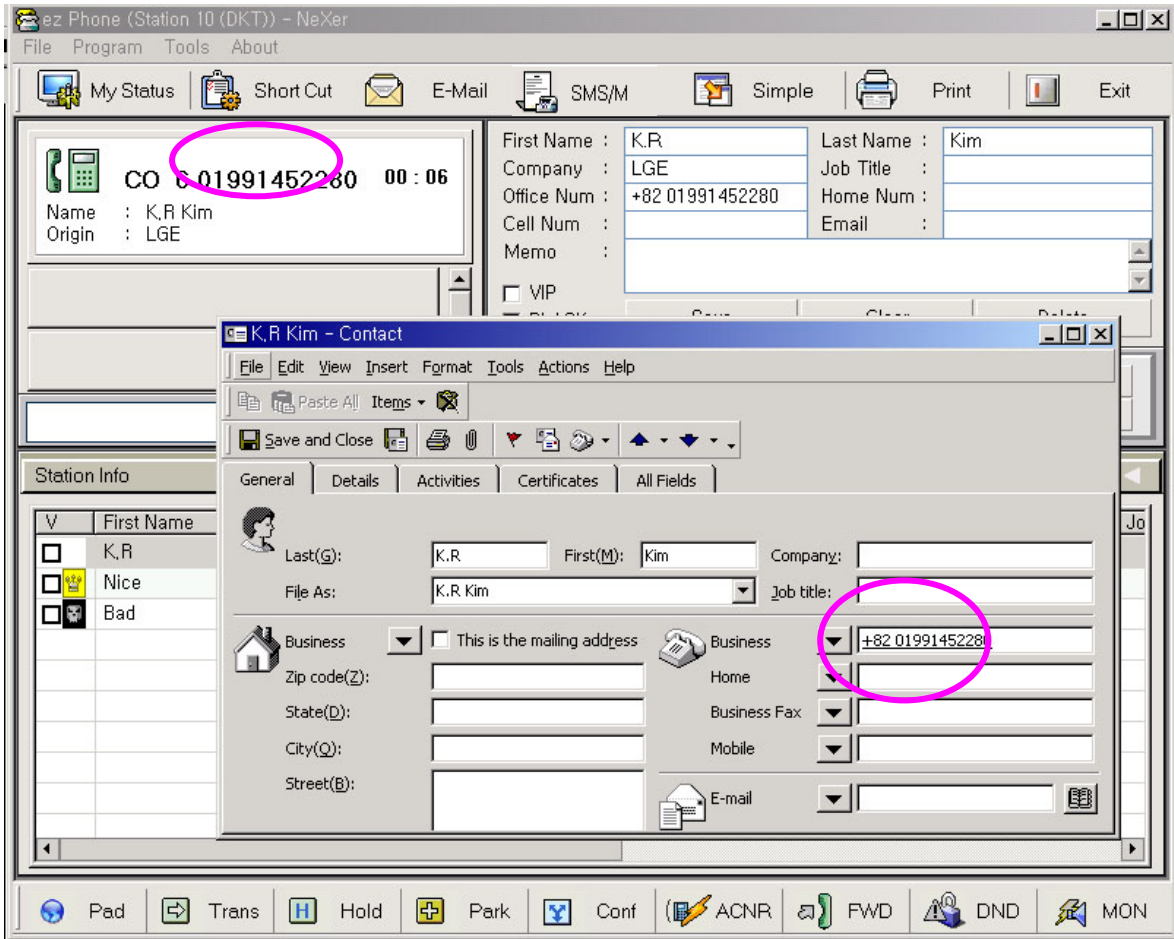 ez Phone (Station 10 (DKT)) - NeXer
File Program Tools About
My Status Short Cut E-Mail SMS/M Simple Print Exit
CO 6 01991452280 00 : 06
Name : K,R Kim
Origin : LGE
First Name : K.R Last Name : Kim
Company : LGE Job Title :
Office Num : +82 01991452280 Home Num :
Cell Num : Email :
Memo :
VIP
K,R Kim - Contact
File Edit View Insert Format Tools Actions Help
Paste All Items
Save and Close
Station Info
General Details Activities Certificates All Fields
V First Name Jo
K,R
Nice
Bad
Last(G): K.R First(M): Kim Company:
File As: K.R Kim Job title:
Business This is the mailing address Business +82 01991452280
Zip code(Z): Home
State(D): Business Fax
City(Q): Mobile
Street(B): E-mail
Pad Trans H Hold Park Conf ACNR FWD DND MON